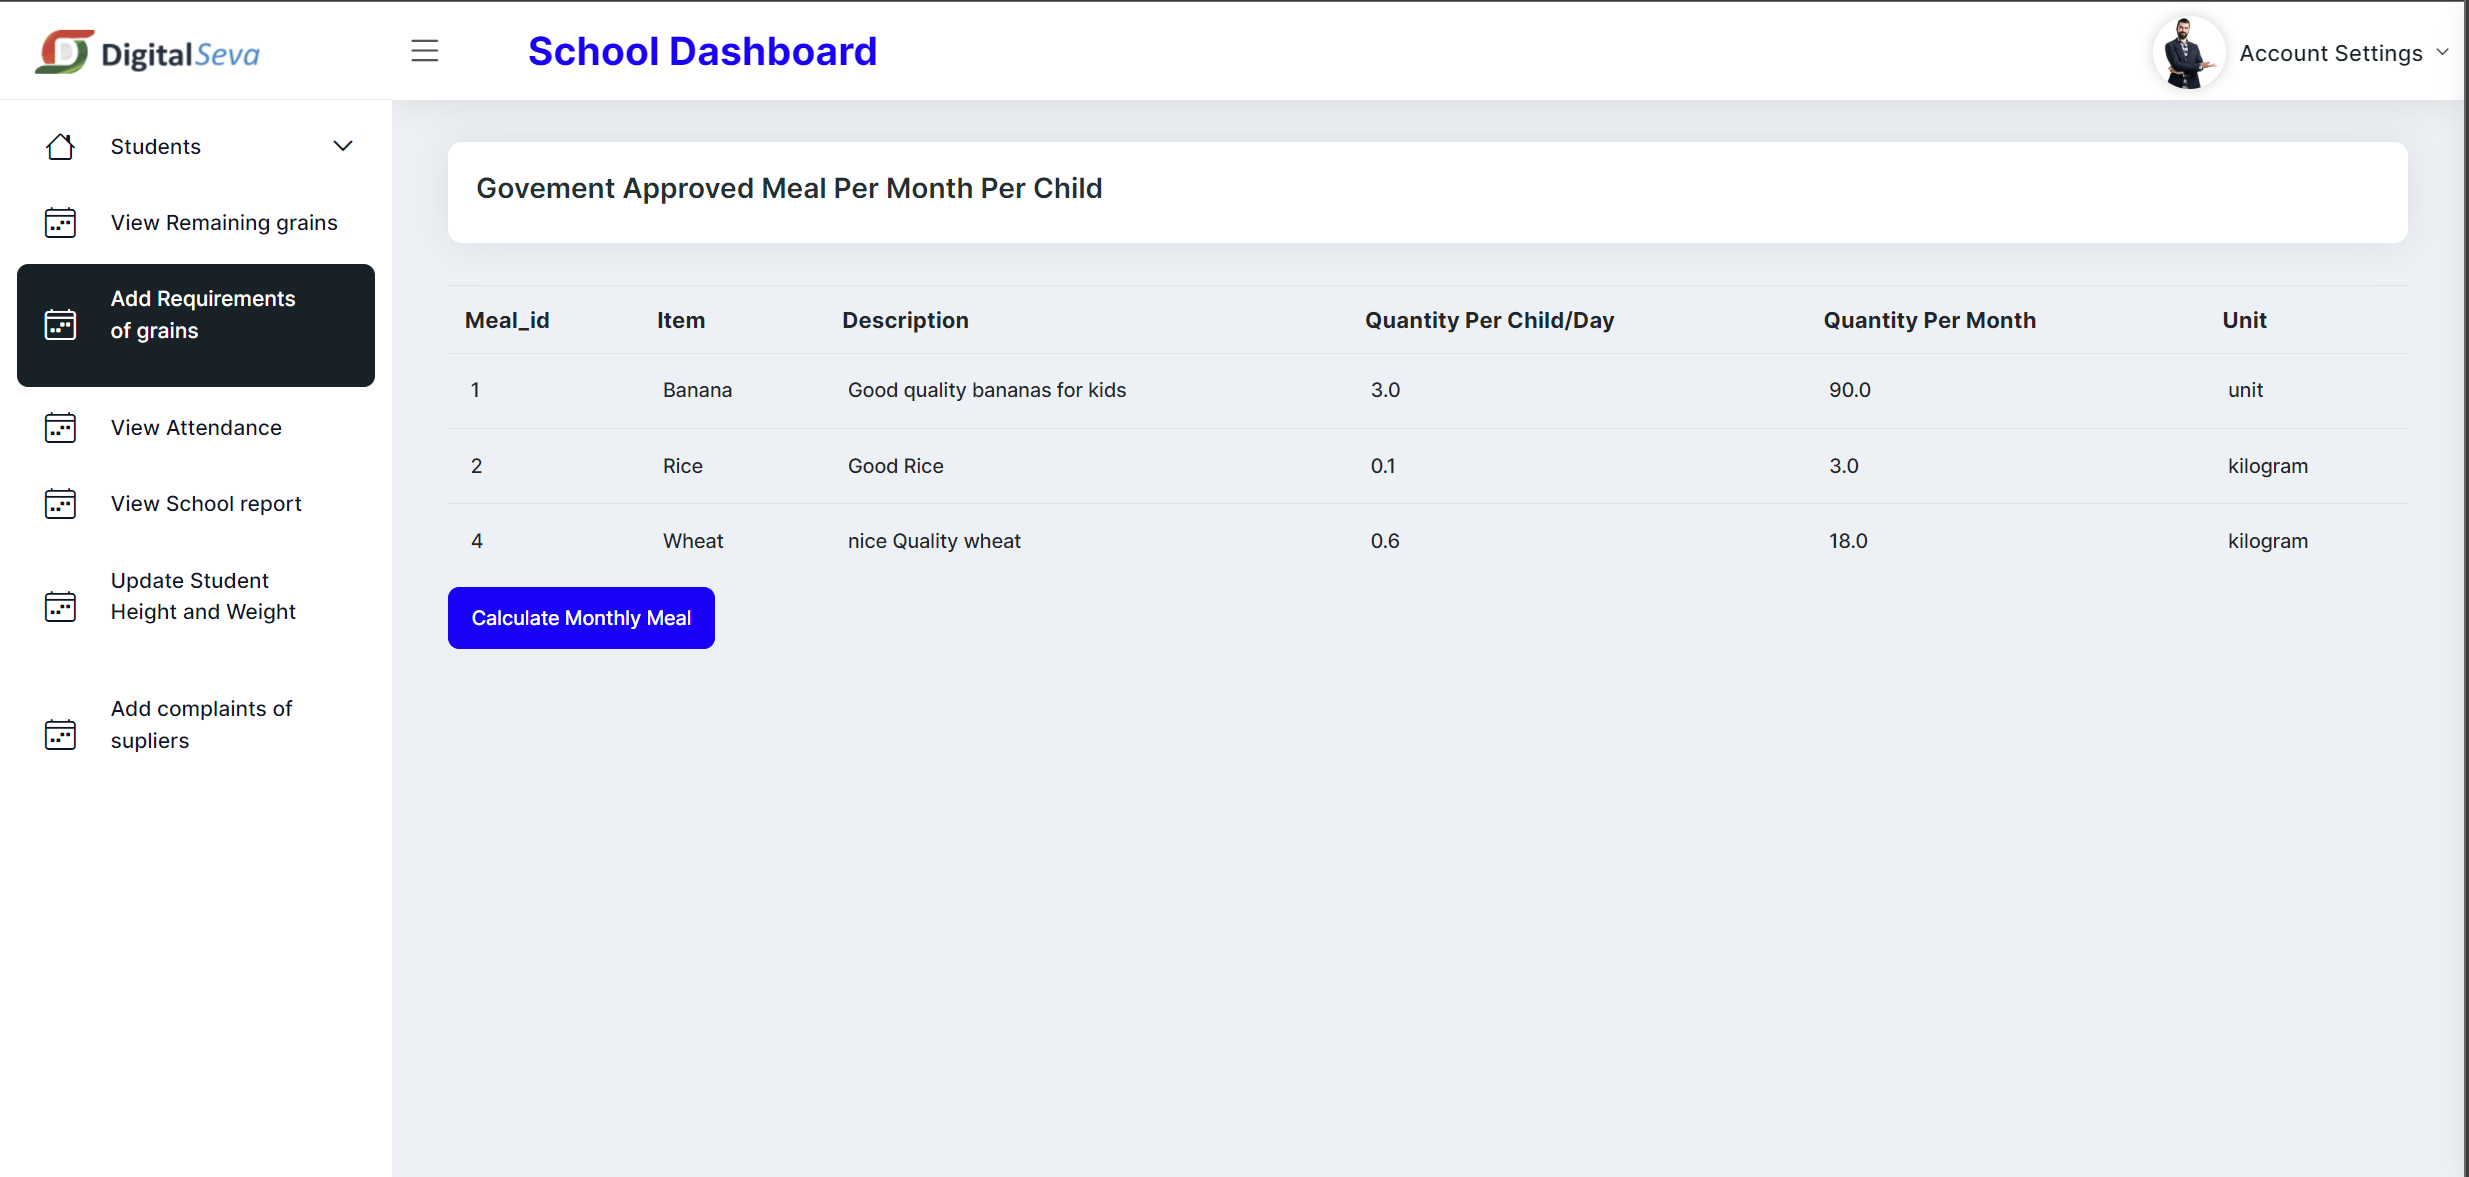 DigitalSeva
School Dashboard
Account Settings
Students
View Remaining grains
Add Requirements
of grains
View Attendance
View School report
Update Student
Height and Weight
Add complaints of
supliers
Govement Approved Meal Per Month Per Child
Meal_id Item Description Quantity Per Child/Day Quantity Per Month Unit
1 Banana Good quality bananas for kids 3.0 90.0 unit
2 Rice Good Rice 0.1 3.0 kilogram
4 Wheat nice Quality wheat 0.6 18.0 kilogram
Calculate Monthly Meal